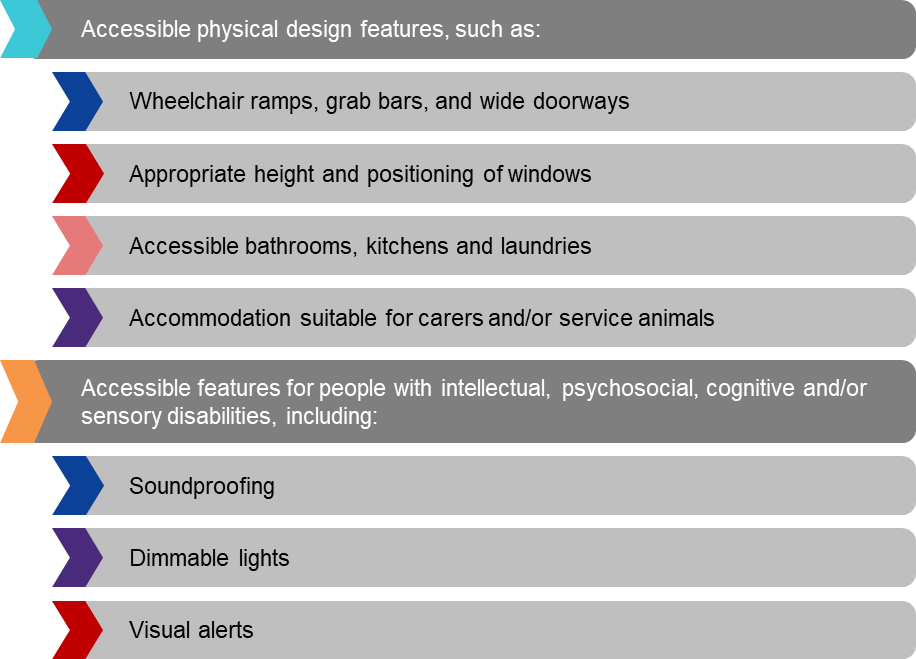 Accessible physical design features, such as:
Wheelchair ramps, grab bars, and wide doorways
Appropriate height and positioning of windows
Accessible bathrooms, kitchens and laundries
Accommodation suitable for carers and/or service animals
Accessible features for people with intellectual, psychosocial, cognitive and/or
sensory disabilities, including:
Soundproofing
Dimmable lights
Visual alerts